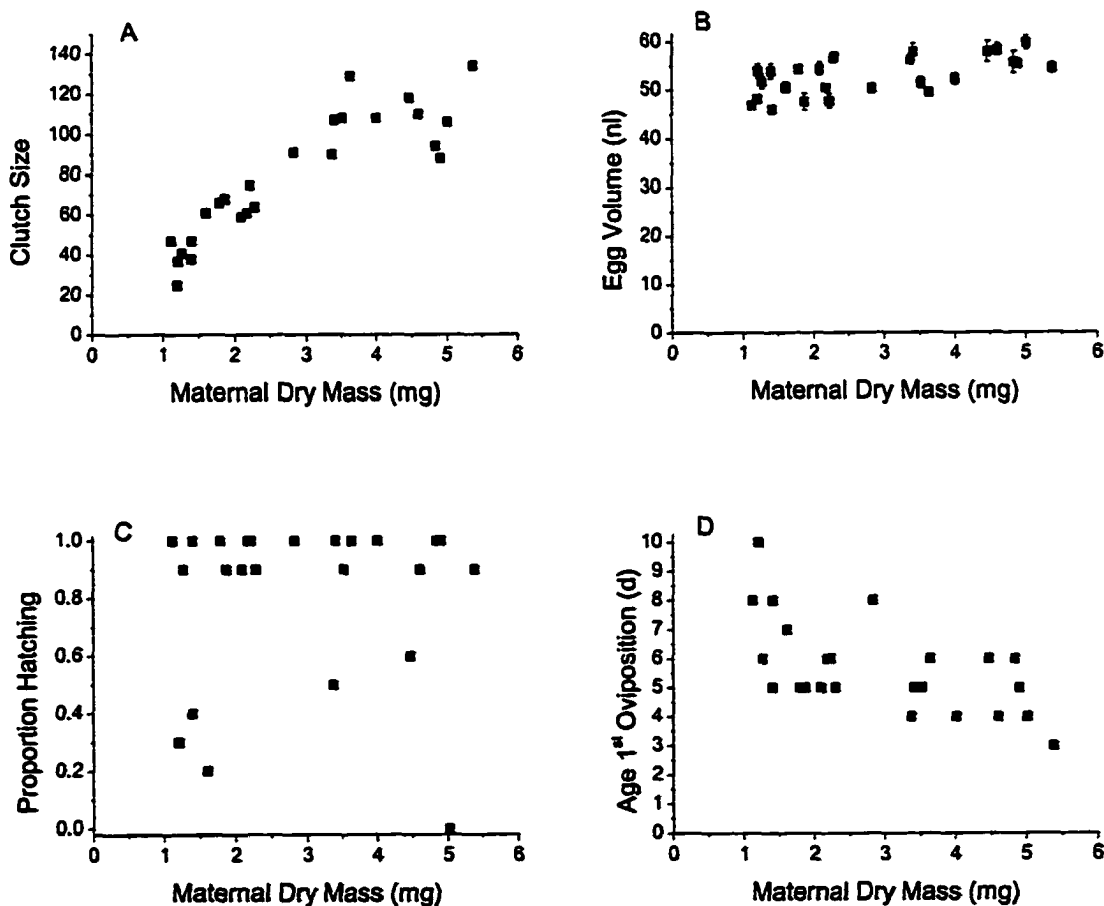 A
Clutch Size
140
120
100
80
60
40
20
0
0 1 2 3 4 5 6
Maternal Dry Mass (mg)
B
Egg Volume (nl)
60
50
40
30
20
10
0
0 1 2 3 4 5 6
Maternal Dry Mass (mg)
C
Proportion Hatching
1.0
0.8
0.6
0.4
0.2
0.0
0 1 2 3 4 5 6
Maternal Dry Mass (mg)
D
Age 1st Oviposition (d)
10
9
8
7
6
5
4
3
2
1
0
0 1 2 3 4 5 6
Maternal Dry Mass (mg)